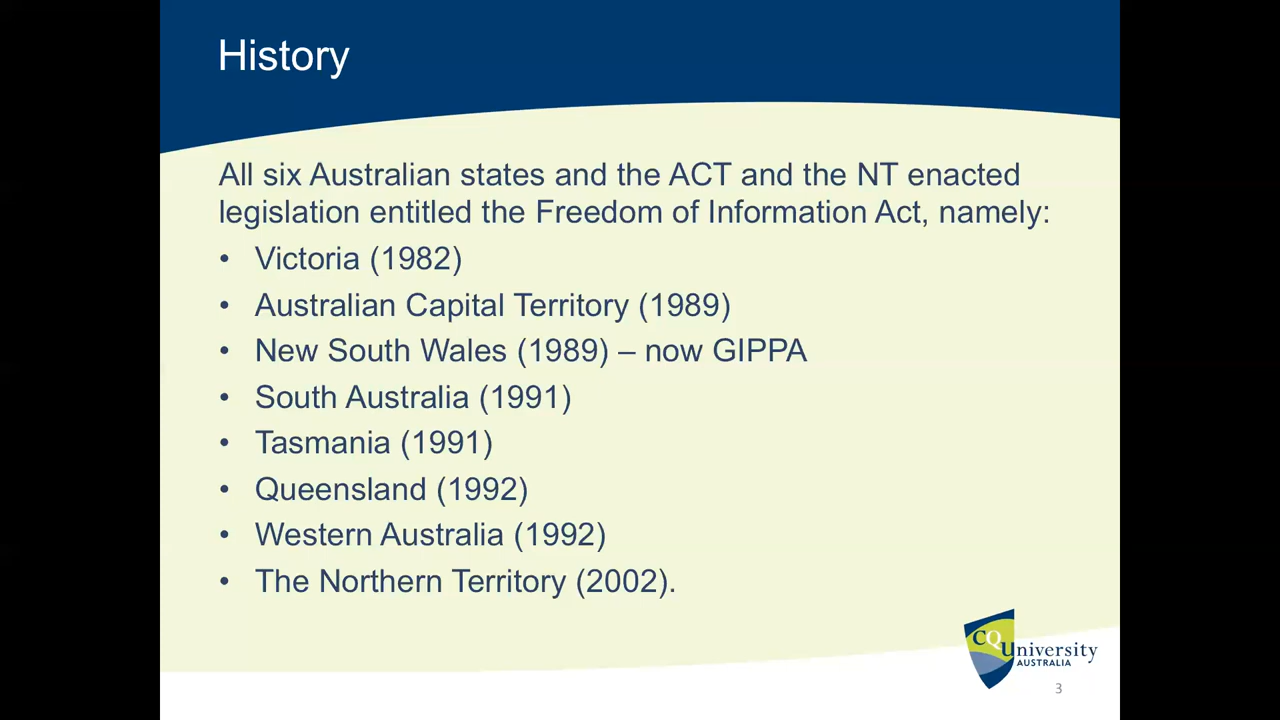 History
All six Australian states and the ACT and the NT enacted
legislation entitled the Freedom of Information Act, namely:
• Victoria (1982)
• Australian Capital Territory (1989)
• New South Wales (1989) – now GIPPA
• South Australia (1991)
• Tasmania (1991)
• Queensland (1992)
• Western Australia (1992)
• The Northern Territory (2002).
CQUniversity
AUSTRALIA
3